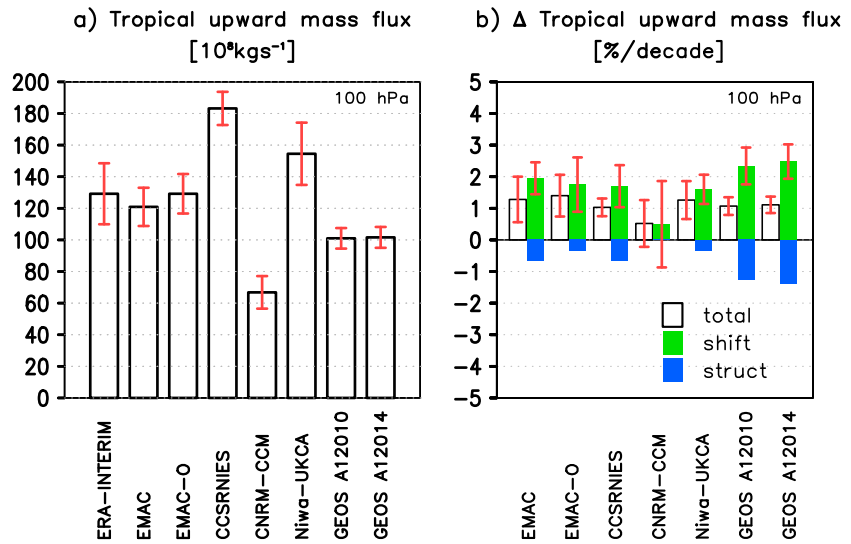 a) Tropical upward mass flux
[10⁸kgs⁻¹]
100 hPa
200
180
160
140
120
100
80
60
40
20
0
ERA-INTERIM
EMAC
EMAC-O
CCSRNIES
CNRM-CCM
Niwa-UKCA
GEOS A12010
GEOS A12014
b) Δ Tropical upward mass flux
[%/decade]
100 hPa
5
4
3
2
1
0
-1
-2
-3
-4
-5
total
shift
struct
EMAC
EMAC-O
CCSRNIES
CNRM-CCM
Niwa-UKCA
GEOS A12010
GEOS A12014